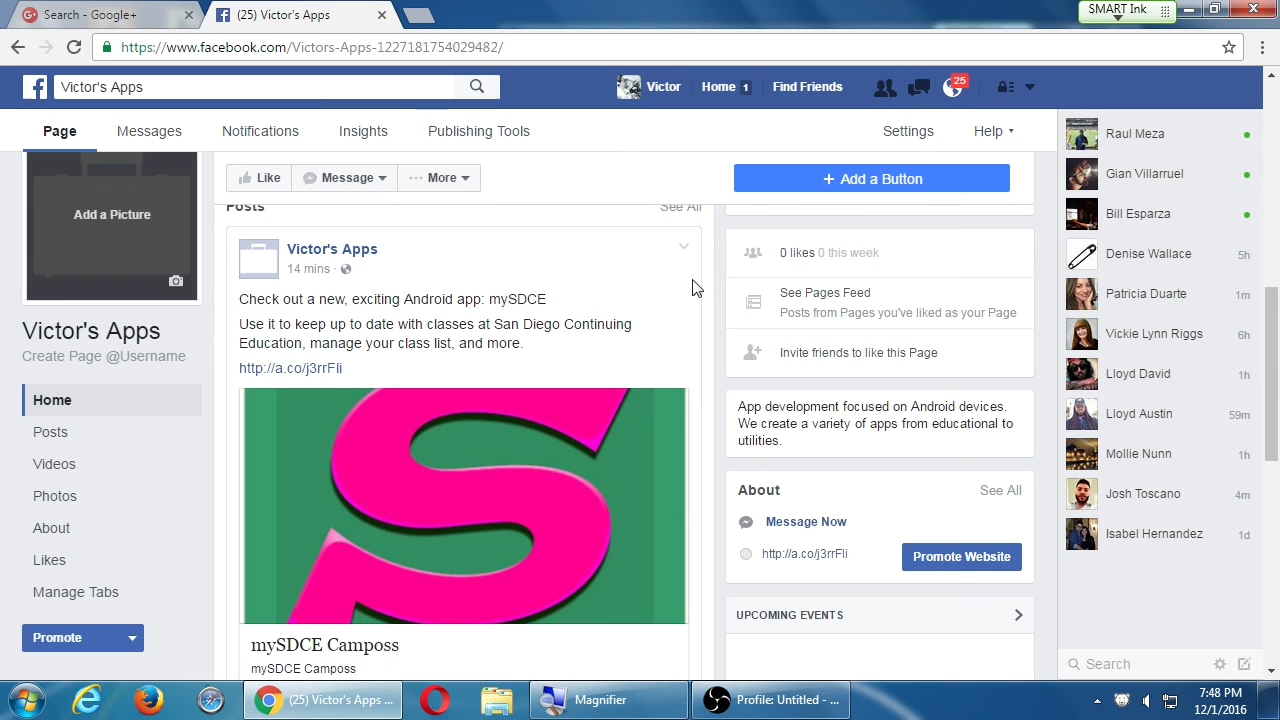 Search - Google+
(25) Victor's Apps
SMART Ink
https://www.facebook.com/Victors-Apps-1227181754029482/
Victor's Apps
Victor
Home 1
Find Friends
25
Page
Messages
Notifications
Insights
Publishing Tools
Settings
Help
Add a Picture
Like
Message
More
+ Add a Button
Posts
See All
Victor's Apps
14 mins
Check out a new, exciting Android app: mySDCE
Use it to keep up to date with classes at San Diego Continuing
Education, manage your class list, and more.
http://a.co/j3rrFIi
mySDCE Camposs
mySDCE Camposs
Victor's Apps
Create Page @Username
Home
Posts
Videos
Photos
About
Likes
Manage Tabs
Promote
0 likes 0 this week
See Pages Feed
Posts from Pages you've liked as your Page
Invite friends to like this Page
App development focused on Android devices.
We create a variety of apps from educational to
utilities.
About
See All
Message Now
http://a.co/j3rrFIi
Promote Website
UPCOMING EVENTS
Raul Meza
Gian Villarruel
Bill Esparza
Denise Wallace 5h
Patricia Duarte 1m
Vickie Lynn Riggs 6h
Lloyd David 1h
Lloyd Austin 59m
Mollie Nunn 1h
Josh Toscano 4m
Isabel Hernandez 1d
Search
(25) Victor's Apps ...
Magnifier
Profile: Untitled - ...
7:48 PM
12/1/2016